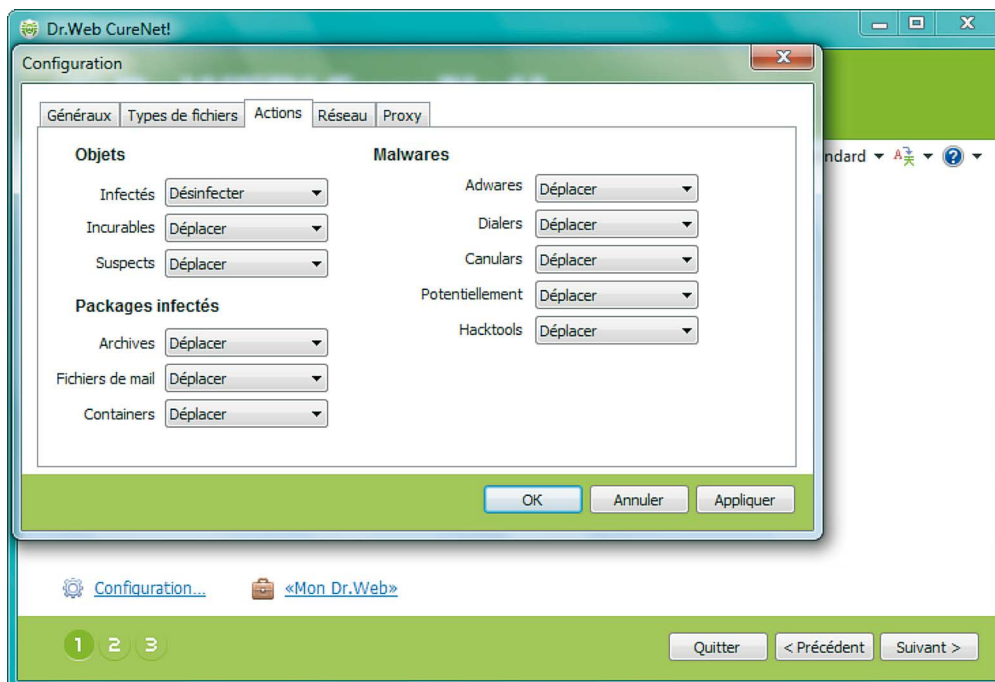 Dr.Web CureNet!
Configuration
Généraux
Types de fichiers
Actions
Réseau
Proxy
Objets
Infectés Désinfecter
Incurables Déplacer
Suspects Déplacer
Packages infectés
Archives Déplacer
Fichiers de mail Déplacer
Containers Déplacer
Malwares
Adwares Déplacer
Dialers Déplacer
Canulars Déplacer
Potentiellement Déplacer
Hacktools Déplacer
OK
Annuler
Appliquer
ndard
Configuration...
«Mon Dr.Web»
1 2 3
Quitter
< Précédent
Suivant >